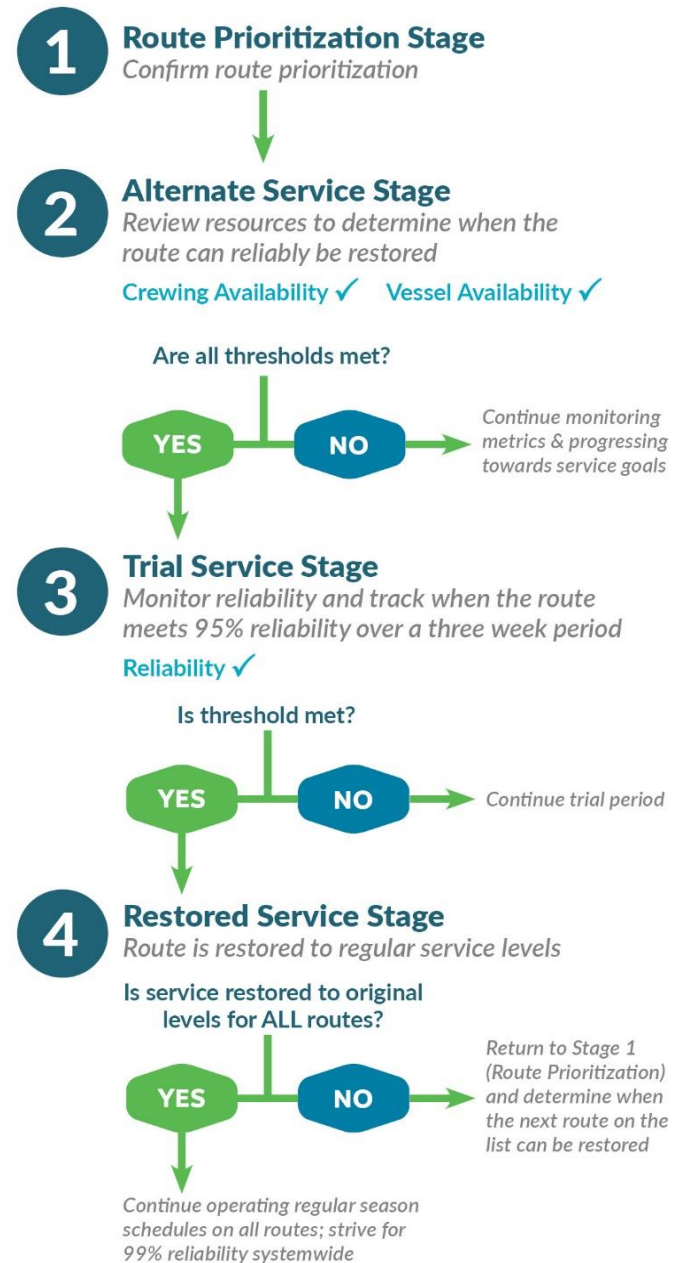 1
Route Prioritization Stage
Confirm route prioritization
2
Alternate Service Stage
Review resources to determine when the
route can reliably be restored
Crewing Availability ✓ Vessel Availability ✓
Are all thresholds met?
YES
NO
Continue monitoring
metrics & progressing
towards service goals
3
Trial Service Stage
Monitor reliability and track when the route
meets 95% reliability over a three week period
Reliability ✓
Is threshold met?
YES
NO
Continue trial period
4
Restored Service Stage
Route is restored to regular service levels
Is service restored to original
levels for ALL routes?
YES
NO
Return to Stage 1
(Route Prioritization)
and determine when
the next route on the
list can be restored
Continue operating regular season
schedules on all routes; strive for
99% reliability systemwide